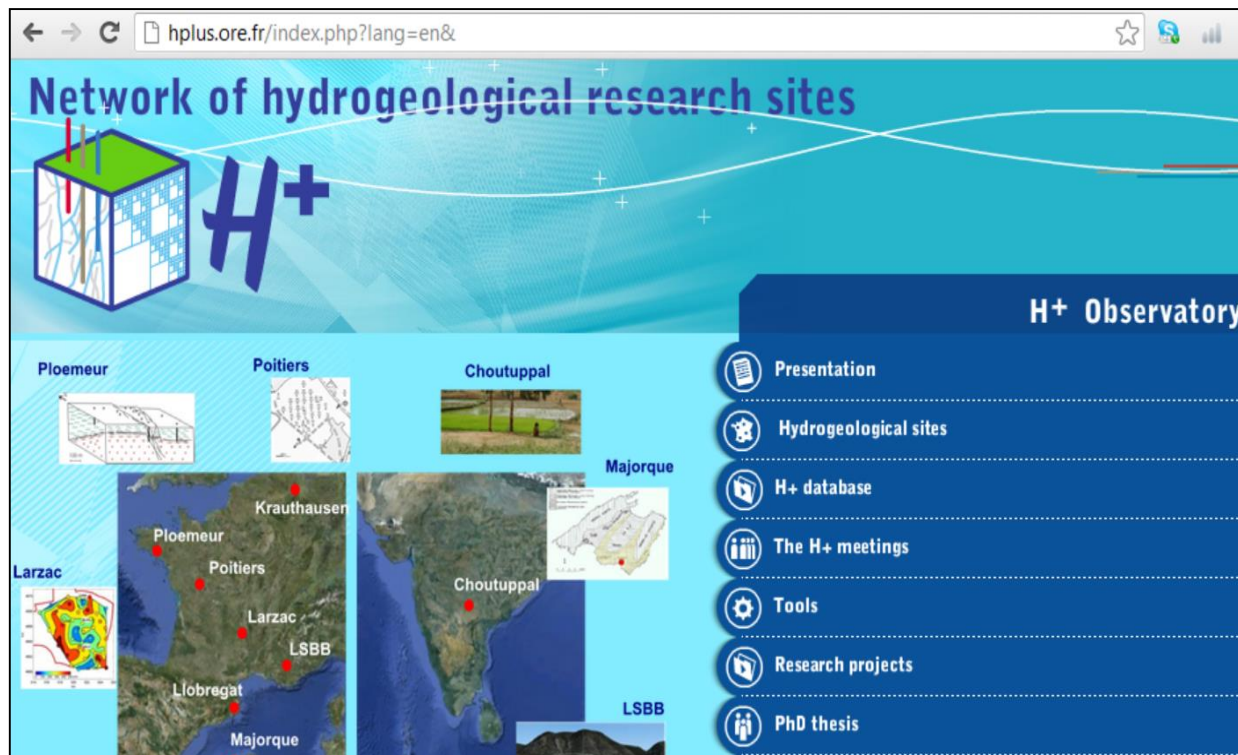 hplus.ore.fr/index.php?lang=en&
Network of hydrogeological research sites
H+
H+ Observatory
Ploemeur
Poitiers
Choutuppal
Majorque
Larzac
LSBB
Krauthausen
Ploemeur
Poitiers
Larzac
LSBB
Llobregat
Majorque
Choutuppal
Presentation
Hydrogeological sites
H+ database
The H+ meetings
Tools
Research projects
PhD thesis